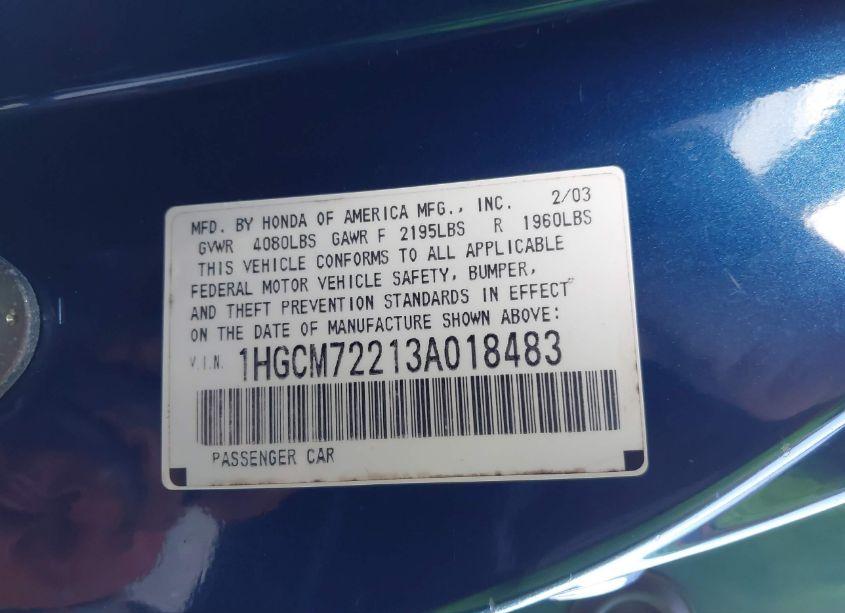 MFD. BY HONDA OF AMERICA MFG., INC. 2/03
GVWR 4080LBS GAWR F 2195LBS R 1960LBS
THIS VEHICLE CONFORMS TO ALL APPLICABLE
FEDERAL MOTOR VEHICLE SAFETY, BUMPER,
AND THEFT PREVENTION STANDARDS IN EFFECT
ON THE DATE OF MANUFACTURE SHOWN ABOVE:
V.I.N. 1HGCM72213A018483
PASSENGER CAR